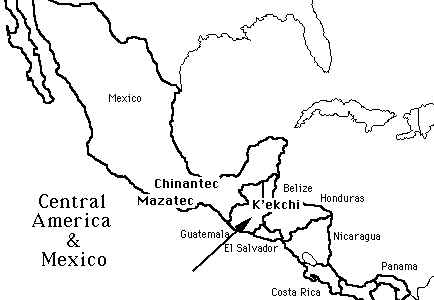 Mexico
Chinantec
Mazatec
Belize
K'ekchi
Honduras
Guatemala
El Salvador
Nicaragua
Costa Rica
Panama
Central
America
&
Mexico